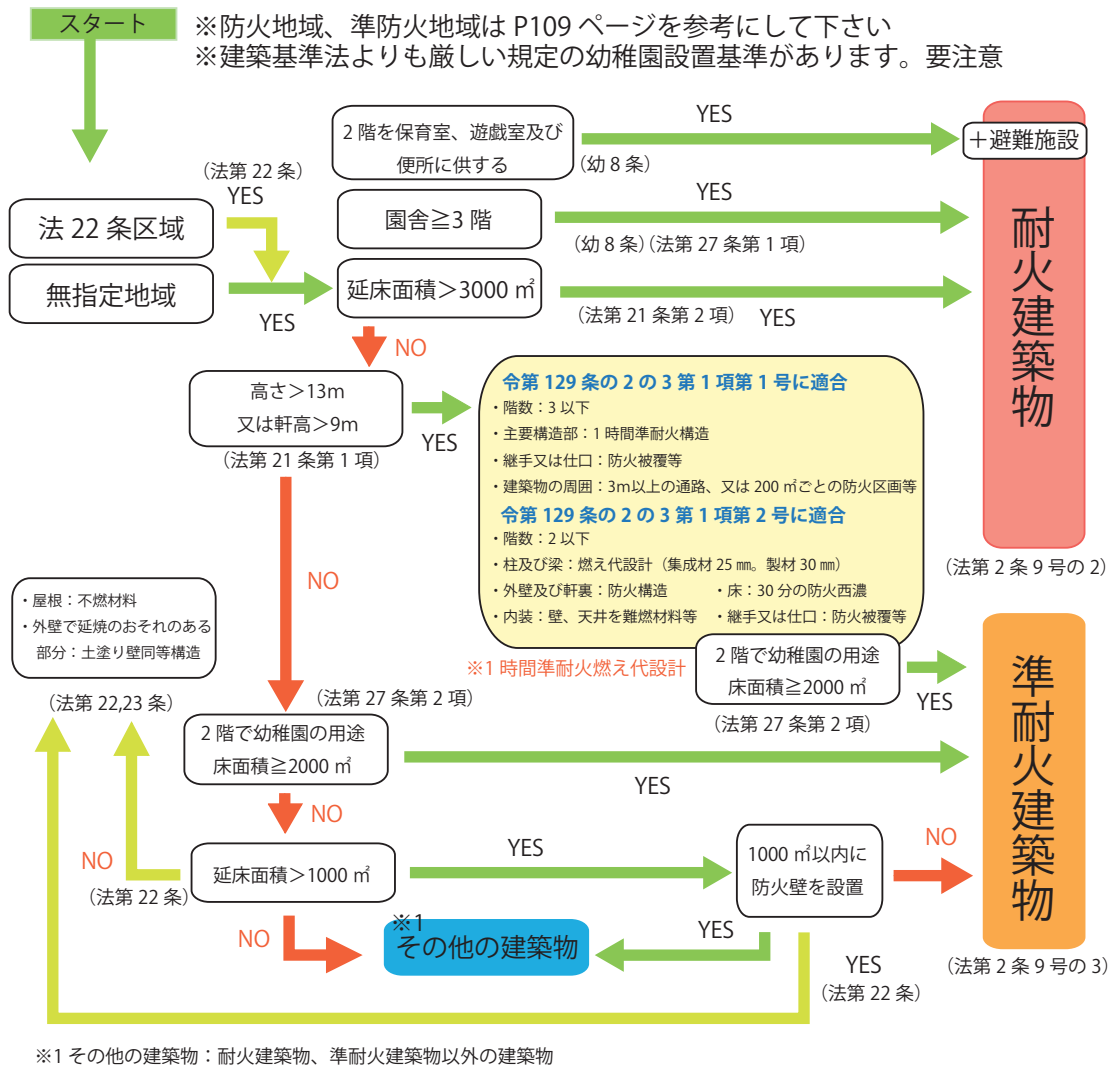 スタート
※防火地域、準防火地域は P109 ページを参考にして下さい
※建築基準法よりも厳しい規定の幼稚園設置基準があります。要注意
2 階を保育室、遊戯室及び
便所に供する
YES
(幼 8 条)
＋避難施設
(法第 22 条)
YES
法 22 条区域
園舎≧3 階
YES
(幼 8 条)(法第 27 条第 1 項)
無指定地域
YES
延床面積＞3000 ㎡
(法第 21 条第 2 項)
YES
耐火建築物
(法第 2 条 9 号の 2)
NO
高さ＞13m
又は軒高＞9m
(法第 21 条第 1 項)
YES
令第 129 条の 2 の 3 第 1 項第 1 号に適合
・階数：3 以下
・主要構造部：1 時間準耐火構造
・継手又は仕口：防火被覆等
・建築物の周囲：3m以上の通路、又は 200 ㎡ごとの防火区画等
令第 129 条の 2 の 3 第 1 項第 2 号に適合
・階数：2 以下
・柱及び梁：燃え代設計（集成材 25 ㎜。製材 30 ㎜）
・外壁及び軒裏：防火構造 ・床：30 分の防火西濃
・内装：壁、天井を難燃材料等 ・継手又は仕口：防火被覆等
※1 時間準耐火燃え代設計
2 階で幼稚園の用途
床面積≧2000 ㎡
YES
(法第 27 条第 2 項)
NO
・屋根：不燃材料
・外壁で延焼のおそれのある
部分：土塗り壁同等構造
(法第 22,23 条)
(法第 27 条第 2 項)
2 階で幼稚園の用途
床面積≧2000 ㎡
YES
準耐火建築物
(法第 2 条 9 号の 3)
NO
NO
(法第 22 条)
延床面積＞1000 ㎡
YES
1000 ㎡以内に
防火壁を設置
NO
NO
※1
その他の建築物
YES
YES
(法第 22 条)
※1 その他の建築物：耐火建築物、準耐火建築物以外の建築物